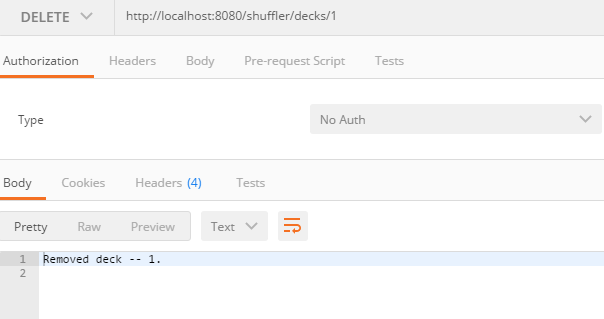 DELETE http://localhost:8080/shuffler/decks/1
Authorization Headers Body Pre-request Script Tests
Type No Auth
Body Cookies Headers (4) Tests
Pretty Raw Preview Text
1 Removed deck -- 1.
2